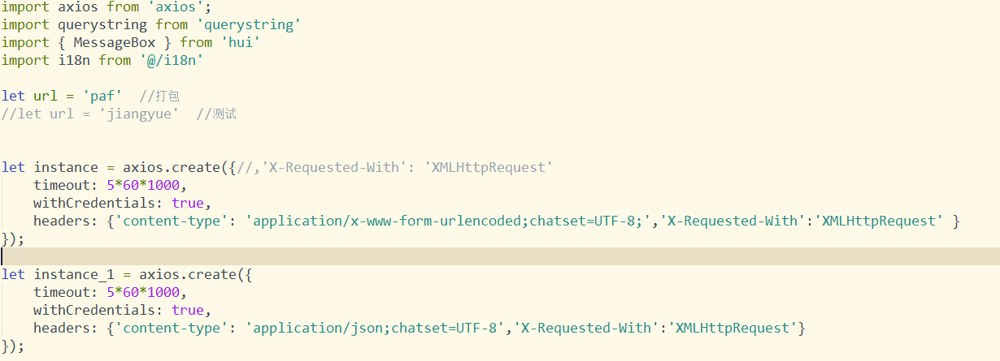 import axios from 'axios';
import querystring from 'querystring'
import { MessageBox } from 'hui'
import i18n from '@/i18n'
let url = 'paf'  //打包
//let url = 'jiangyue'  //测试
let instance = axios.create({//,'X-Requested-With': 'XMLHttpRequest'
    timeout: 5*60*1000,
    withCredentials: true,
    headers: {'content-type': 'application/x-www-form-urlencoded;chatset=UTF-8;','X-Requested-With':'XMLHttpRequest' }
});
let instance_1 = axios.create({
    timeout: 5*60*1000,
    withCredentials: true,
    headers: {'content-type': 'application/json;chatset=UTF-8','X-Requested-With':'XMLHttpRequest'}
});